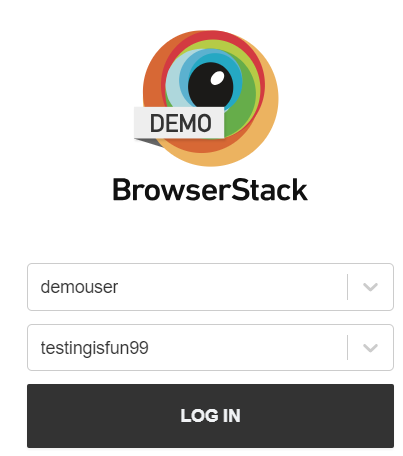 DEMO
BrowserStack
demouser
testingisfun99
LOG IN